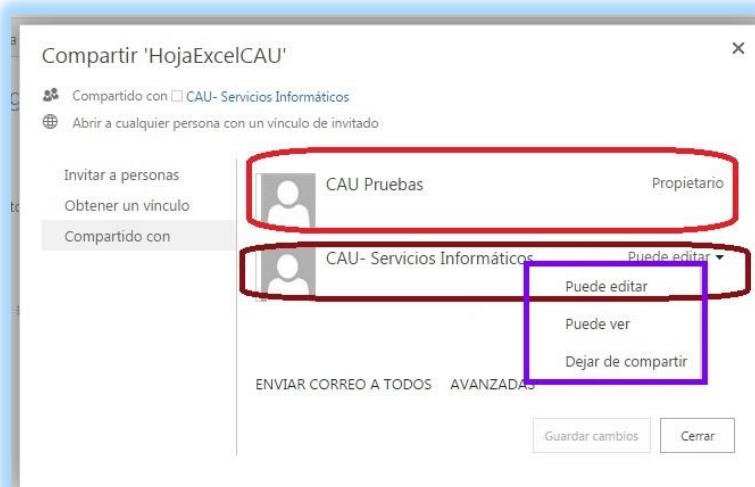 Compartir 'HojaExcelCAU'
Compartido con CAU- Servicios Informáticos
Abrir a cualquier persona con un vínculo de invitado
Invitar a personas
Obtener un vínculo
Compartido con
CAU Pruebas Propietario
CAU- Servicios Informáticos Puede editar
Puede editar
Puede ver
Dejar de compartir
ENVIAR CORREO A TODOS AVANZADAS
Guardar cambios Cerrar